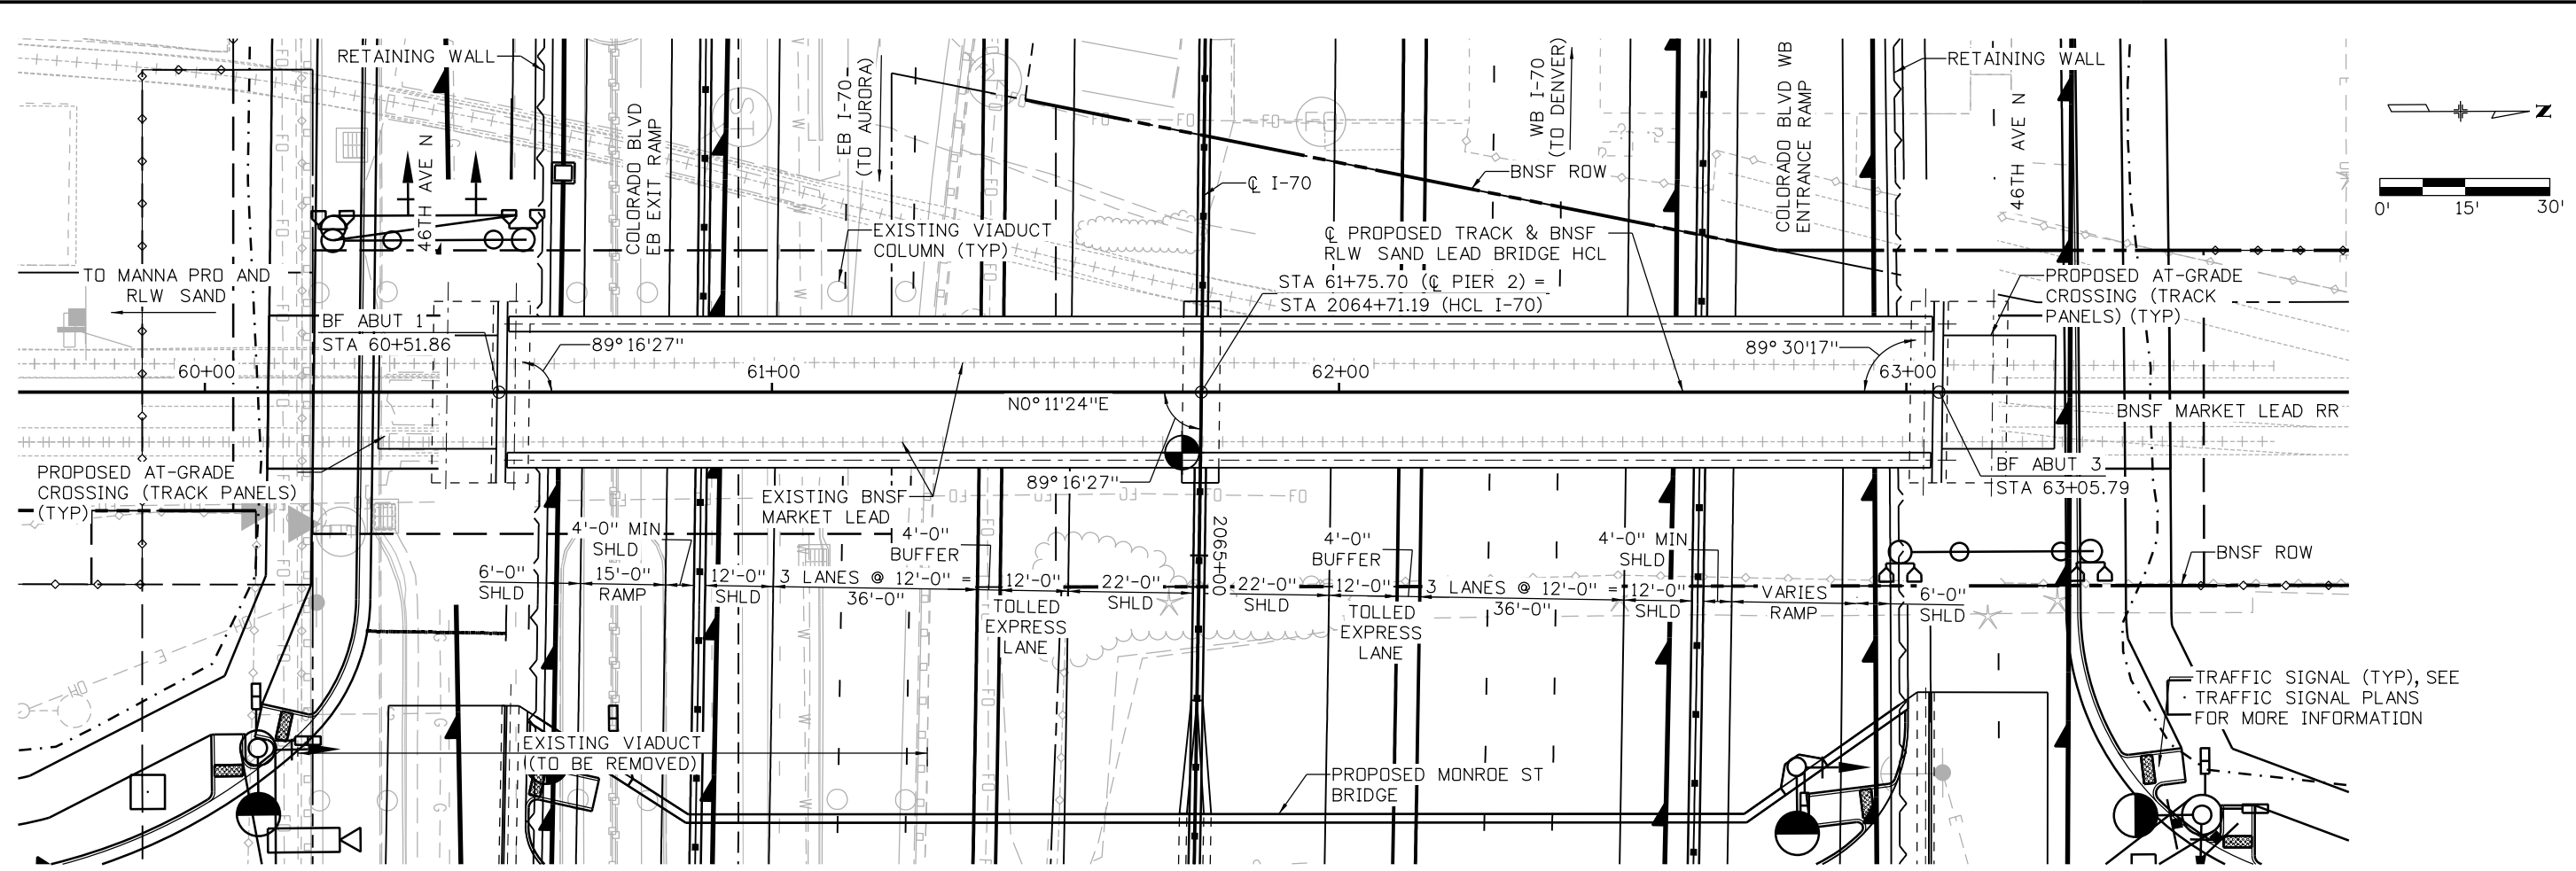 RETAINING WALL
46TH AVE N
COLORADO BLVD
EB EXIT RAMP
EB I-70
(TO AURORA)
℄ I-70
WB I-70
(TO DENVER)
BNSF ROW
COLORADO BLVD WB
ENTRANCE RAMP
RETAINING WALL
46TH AVE N
N
0' 15' 30'
EXISTING VIADUCT
COLUMN (TYP)
℄ PROPOSED TRACK & BNSF
RLW SAND LEAD BRIDGE HCL
STA 61+75.70 (℄ PIER 2) =
STA 2064+71.19 (HCL I-70)
TO MANNA PRO AND
RLW SAND
PROPOSED AT-GRADE
CROSSING (TRACK
PANELS) (TYP)
BF ABUT 1
STA 60+51.86
89°16'27"
89°30'17"
60+00
61+00
62+00
63+00
N0°11'24"E
BNSF MARKET LEAD RR
PROPOSED AT-GRADE
CROSSING (TRACK PANELS)
(TYP)
EXISTING BNSF
MARKET LEAD
89°16'27"
BF ABUT 3
STA 63+05.79
2065+00
4'-0" MIN
SHLD
4'-0"
BUFFER
4'-0"
BUFFER
4'-0" MIN
SHLD
BNSF ROW
6'-0"
SHLD
15'-0"
RAMP
12'-0"
SHLD
3 LANES @ 12'-0" =
36'-0"
12'-0"
TOLLED
EXPRESS
LANE
22'-0"
SHLD
22'-0"
SHLD
12'-0"
TOLLED
EXPRESS
LANE
3 LANES @ 12'-0" =
36'-0"
12'-0"
SHLD
VARIES
RAMP
6'-0"
SHLD
TRAFFIC SIGNAL (TYP), SEE
TRAFFIC SIGNAL PLANS
FOR MORE INFORMATION
EXISTING VIADUCT
(TO BE REMOVED)
PROPOSED MONROE ST
BRIDGE